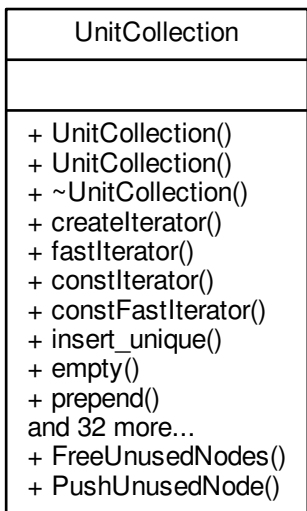 UnitCollection
+ UnitCollection()
+ UnitCollection()
+ ~UnitCollection()
+ createIterator()
+ fastIterator()
+ constIterator()
+ constFastIterator()
+ insert_unique()
+ empty()
+ prepend()
and 32 more...
+ FreeUnusedNodes()
+ PushUnusedNode()